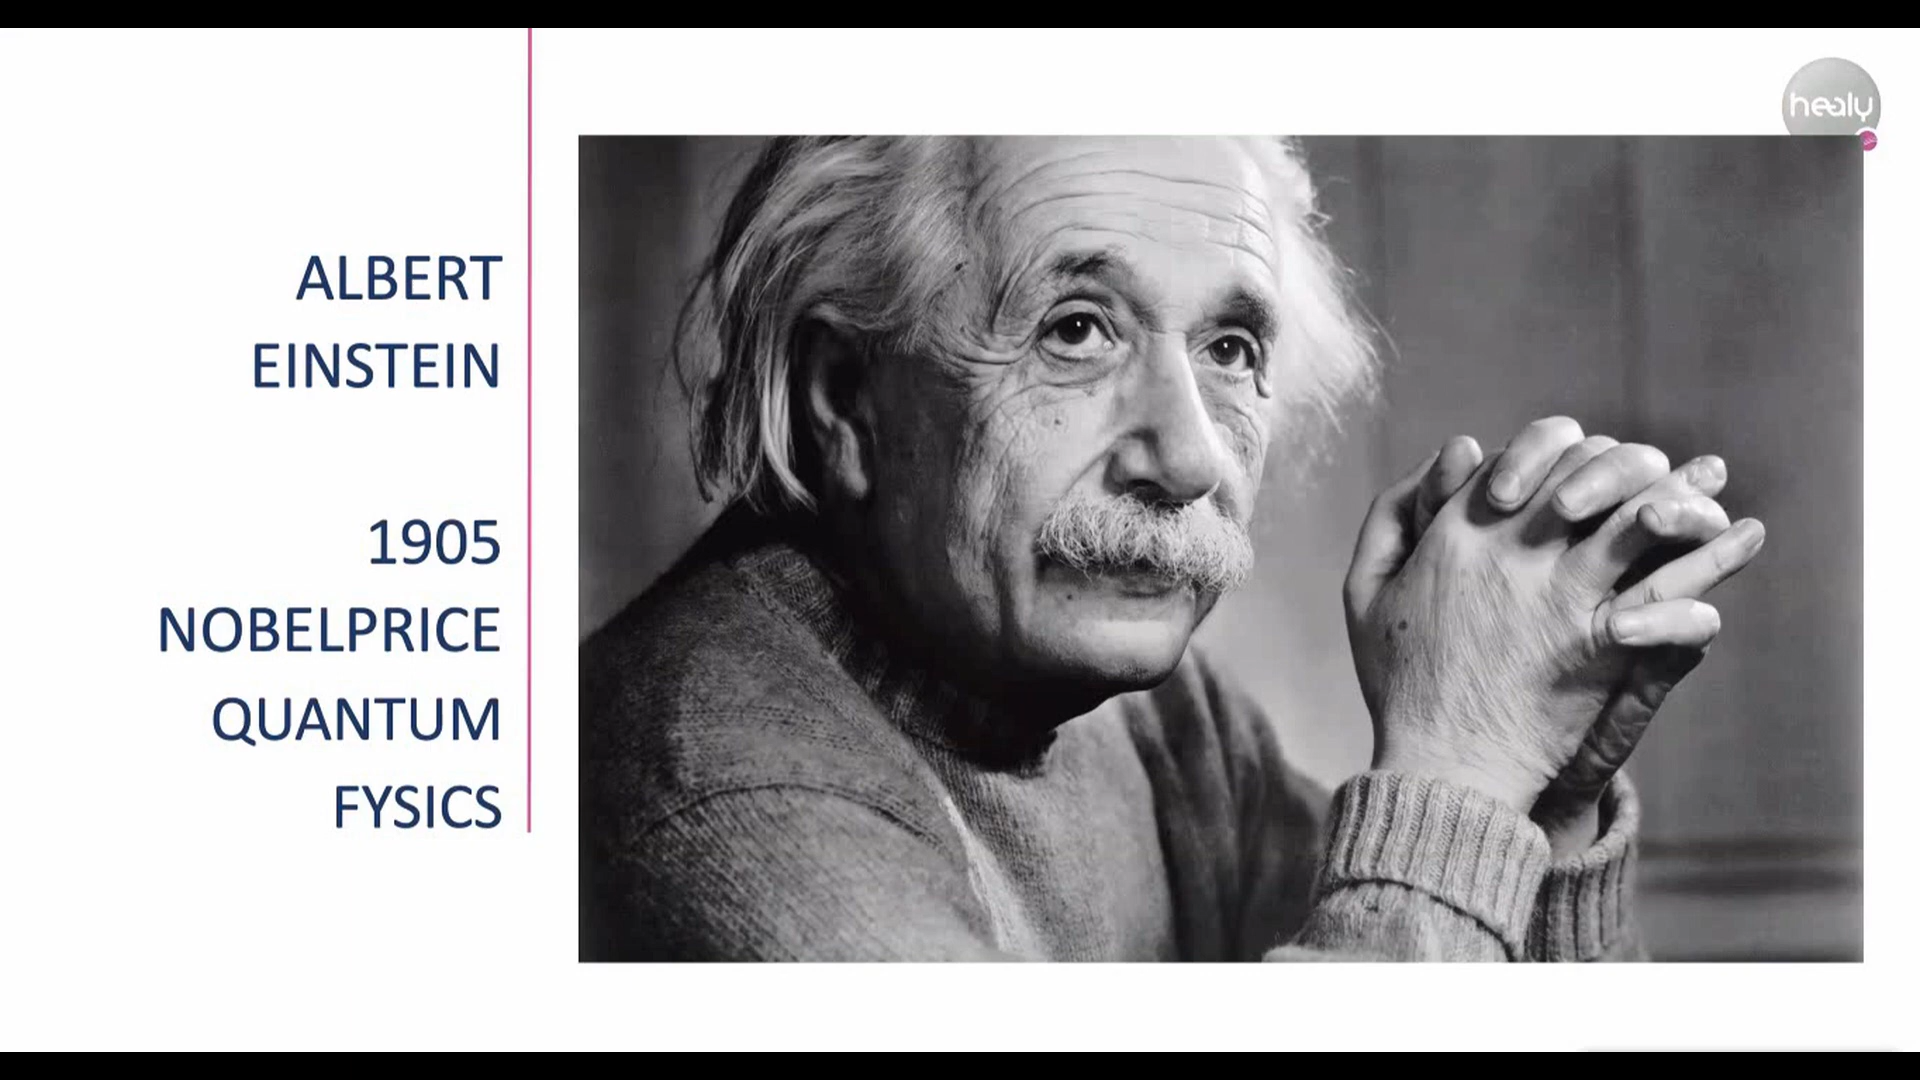 healy
ALBERT
EINSTEIN
1905
NOBELPRICE
QUANTUM
FYSICS